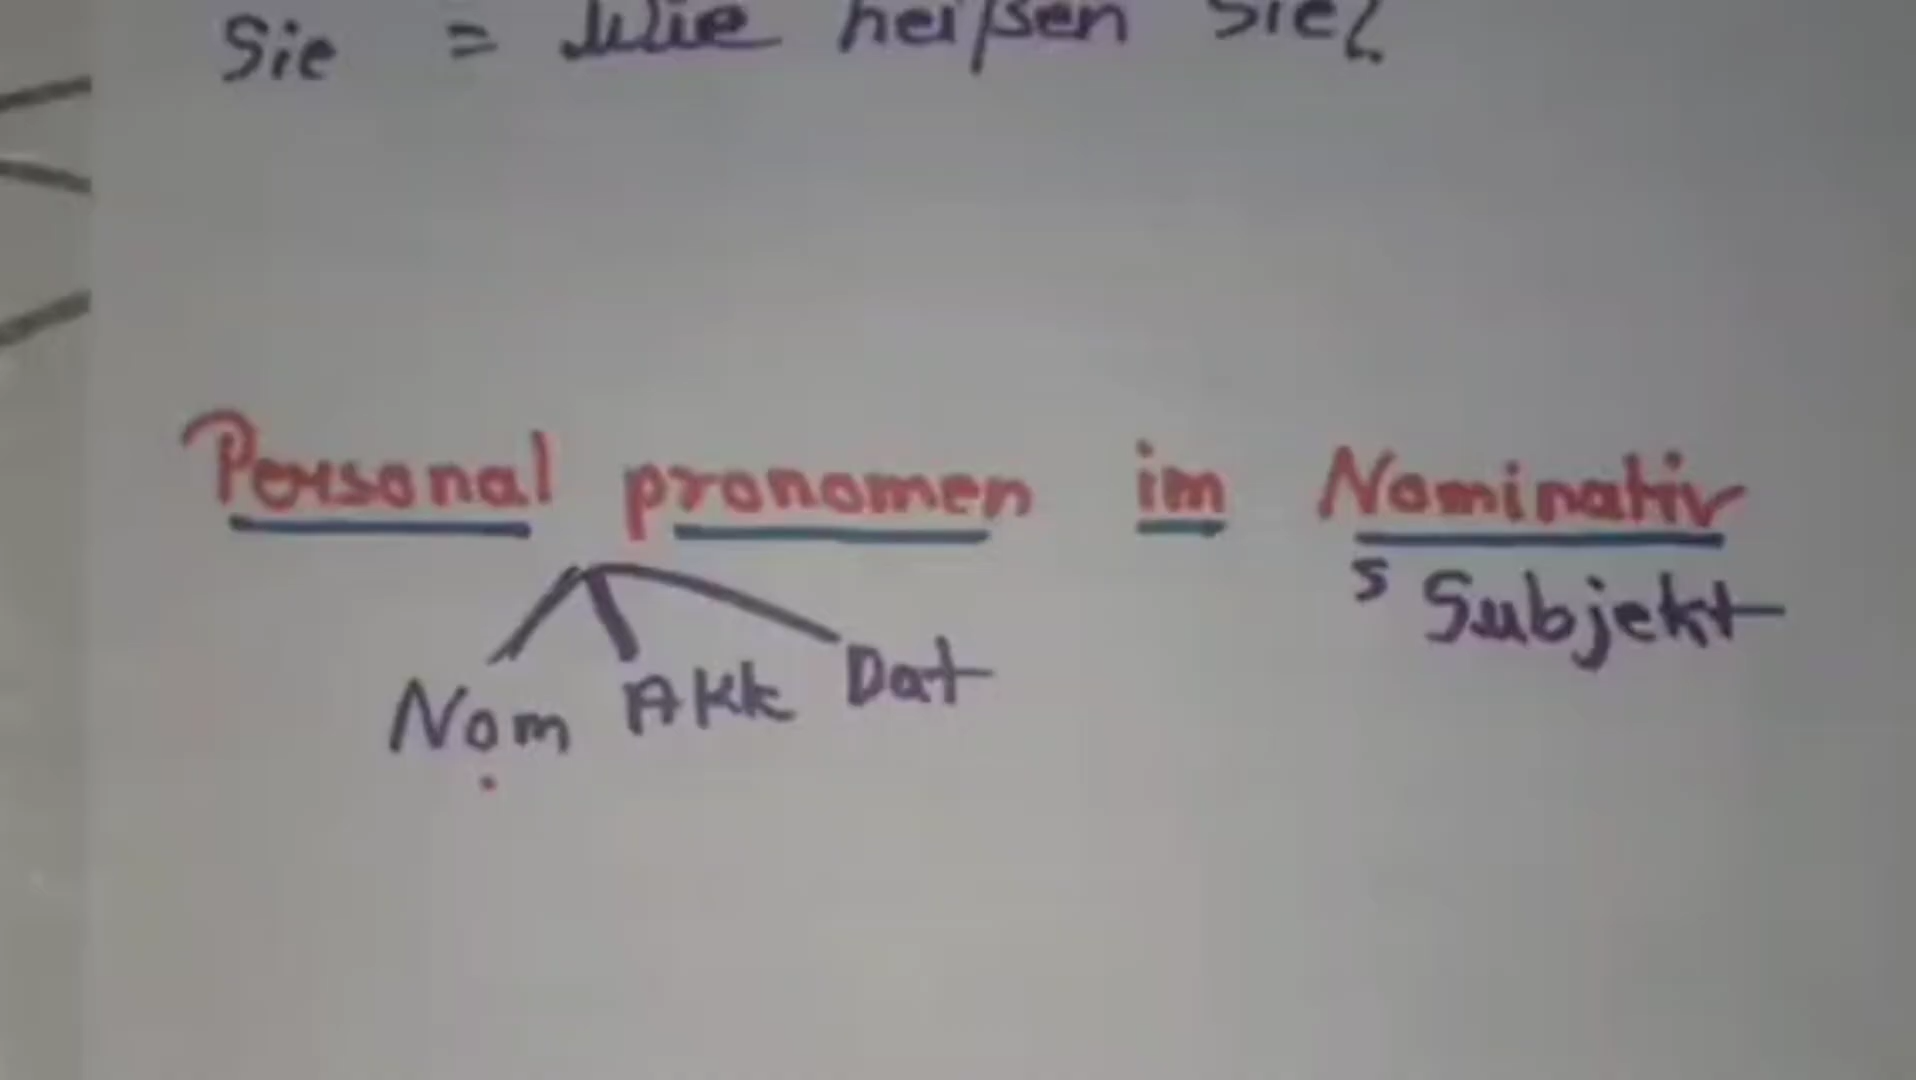 Sie = Wie heißen Sie?
Personal pronomen im Nominativ
s Subjekt
Nom Akk Dat